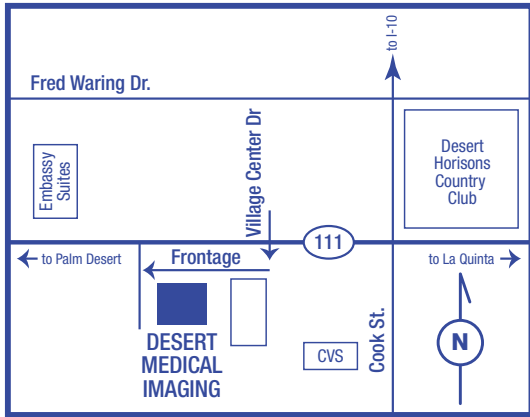 to I-10
Fred Waring Dr.
Village Center Dr
Embassy
Suites
Desert
Horisons
Country
Club
111
to Palm Desert
Frontage
to La Quinta
DESERT
MEDICAL
IMAGING
CVS
Cook St.
N